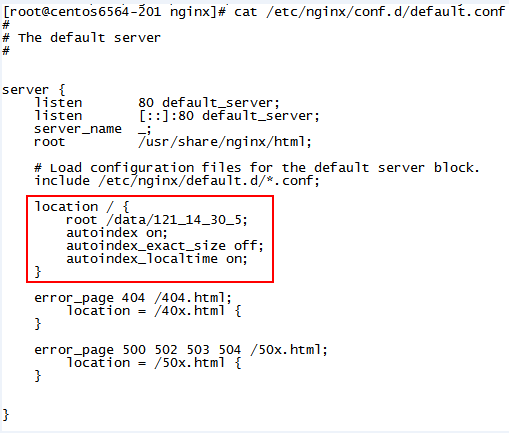 [root@centos6564-201 nginx]# cat /etc/nginx/conf.d/default.conf
#
# The default server
#
server {
    listen       80 default_server;
    listen       [::]:80 default_server;
    server_name  _;
    root         /usr/share/nginx/html;
    # Load configuration files for the default server block.
    include /etc/nginx/default.d/*.conf;
    location / {
        root /data/121_14_30_5;
        autoindex on;
        autoindex_exact_size off;
        autoindex_localtime on;
    }
    error_page 404 /404.html;
        location = /40x.html {
    }
    error_page 500 502 503 504 /50x.html;
        location = /50x.html {
    }
}